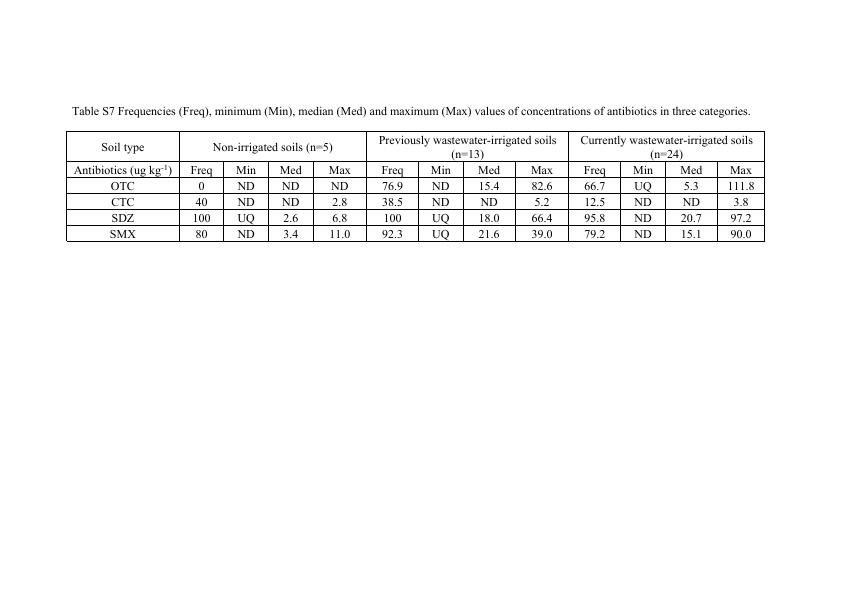 Table S7 Frequencies (Freq), minimum (Min), median (Med) and maximum (Max) values of concentrations of antibiotics in three categories.
Soil type Non-irrigated soils (n=5) Previously wastewater-irrigated soils (n=13) Currently wastewater-irrigated soils (n=24)
Antibiotics (ug kg-1) Freq Min Med Max Freq Min Med Max Freq Min Med Max
OTC 0 ND ND ND 76.9 ND 15.4 82.6 66.7 UQ 5.3 111.8
CTC 40 ND ND 2.8 38.5 ND ND 5.2 12.5 ND ND 3.8
SDZ 100 UQ 2.6 6.8 100 UQ 18.0 66.4 95.8 ND 20.7 97.2
SMX 80 ND 3.4 11.0 92.3 UQ 21.6 39.0 79.2 ND 15.1 90.0